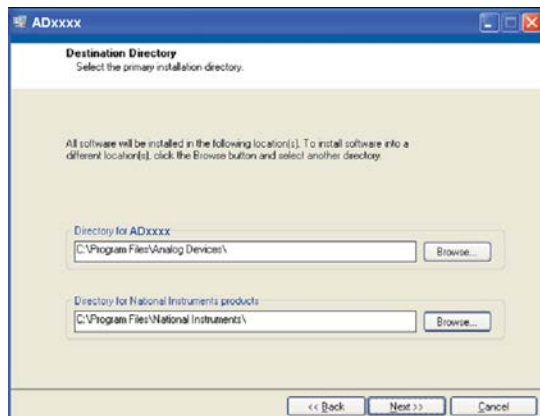 ADxxxx
Destination Directory
Select the primary installation directory.
All software will be installed in the following location(s). To install software into a
different location(s), click the Browse button and select another directory.
Directory for ADxxxx
C:\Program Files\Analog Devices\
Browse...
Directory for National Instruments products
C:\Program Files\National Instruments\
Browse...
<< Back
Next >>
Cancel